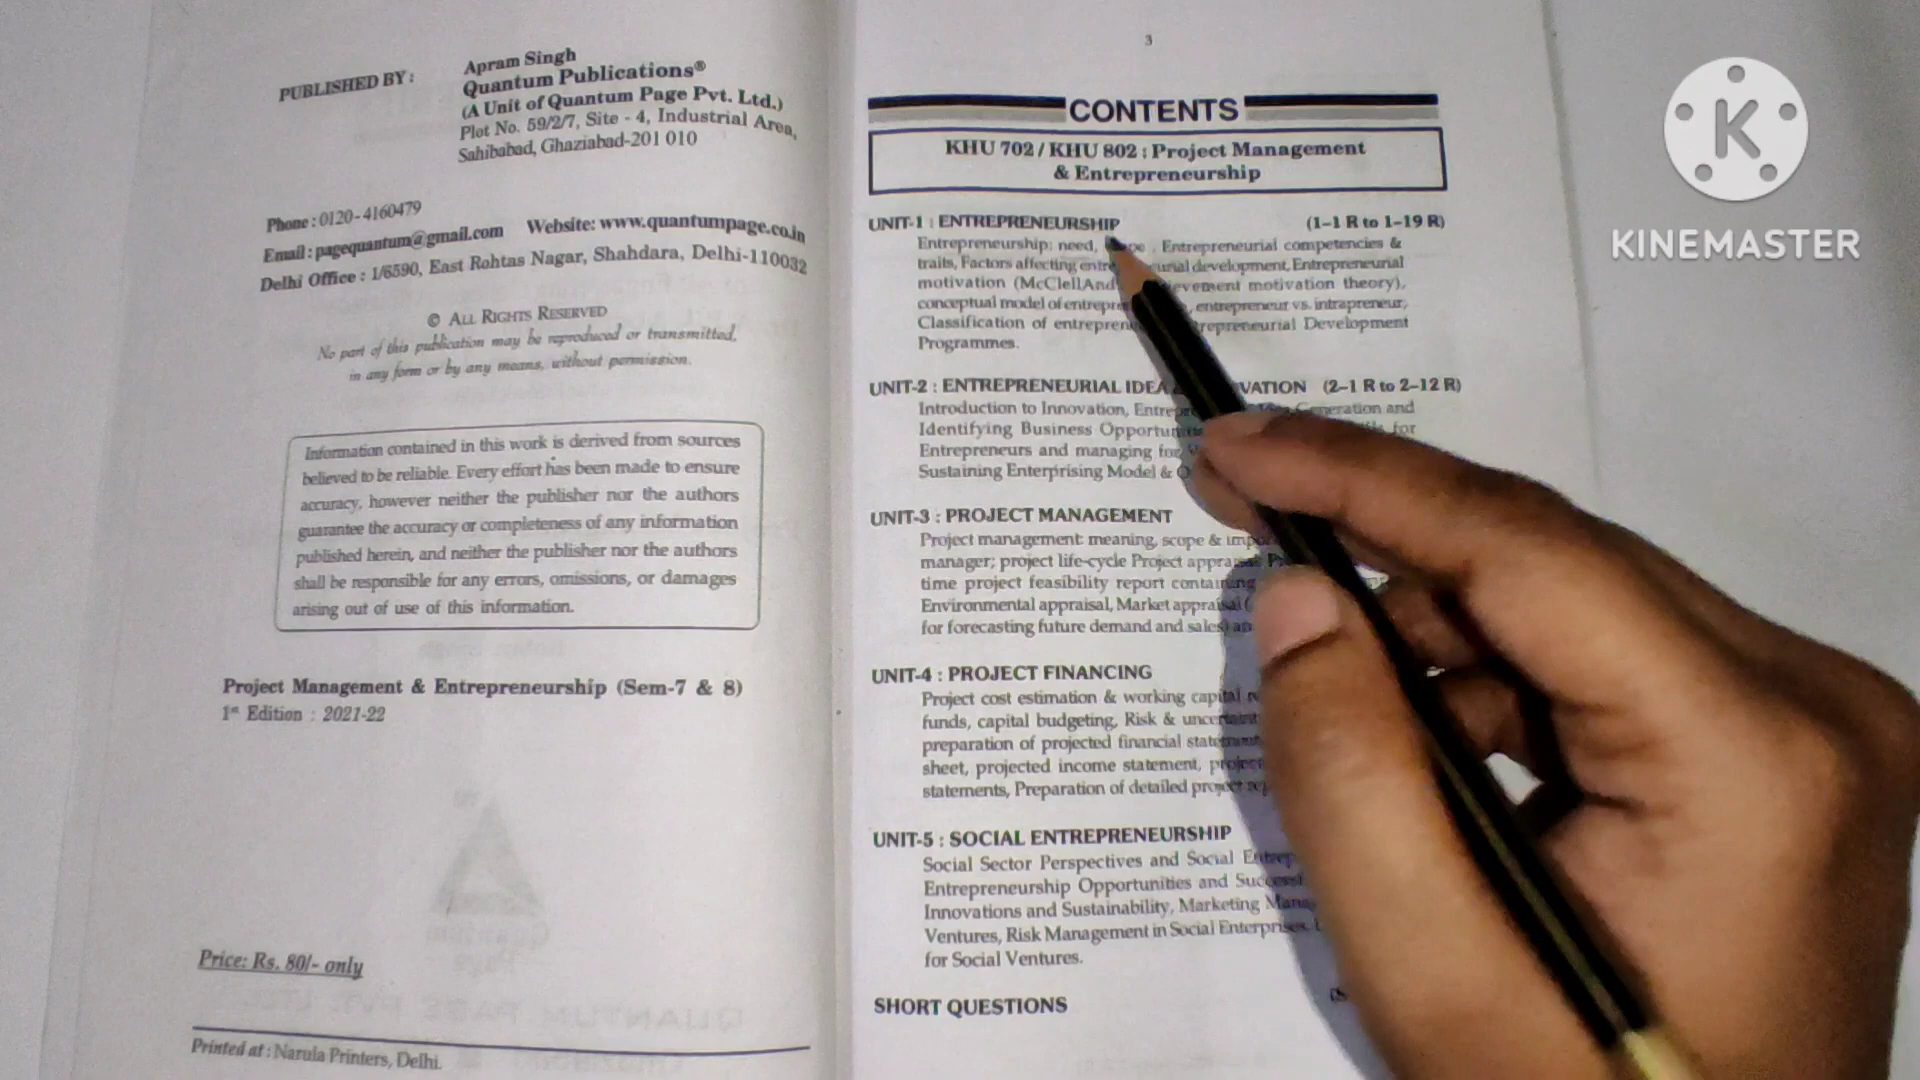 PUBLISHED BY :
Apram Singh
Quantum Publications®
(A Unit of Quantum Page Pvt. Ltd.)
Plot No. 59/2/7, Site - 4, Industrial Area,
Sahibabad, Ghaziabad-201 010
Phone : 0120-4160479
Email : pagequantum@gmail.com Website: www.quantumpage.co.in
Delhi Office : 1/6590, East Rohtas Nagar, Shahdara, Delhi-110032
© ALL RIGHTS RESERVED
No part of this publication may be reproduced or transmitted,
in any form or by any means, without permission.
Information contained in this work is derived from sources
believed to be reliable. Every effort has been made to ensure
accuracy, however neither the publisher nor the authors
guarantee the accuracy or completeness of any information
published herein, and neither the publisher nor the authors
shall be responsible for any errors, omissions, or damages
arising out of use of this information.
Project Management & Entrepreneurship (Sem-7 & 8)
1st Edition : 2021-22
Price: Rs. 80/- only
Printed at : Narula Printers, Delhi.
3
CONTENTS
KHU 702 / KHU 802 : Project Management
& Entrepreneurship
UNIT-1 : ENTREPRENEURSHIP (1–1 R to 1–19 R)
Entrepreneurship: need, Entrepreneurial competencies &
traits, Factors affecting development, Entrepreneurial
motivation (McClellAnd motivation theory),
conceptual model of entrepreneur vs. intrapreneur;
Classification of Entrepreneurial Development
Programmes.
UNIT-2 : ENTREPRENEURIAL IDEA (2–1 R to 2–12 R)
Introduction to Innovation, Generation and
Identifying Business for
Entrepreneurs and managing for
Sustaining Enterprising Model &
UNIT-3 : PROJECT MANAGEMENT
Project management: meaning, scope &
manager; project life-cycle Project
time project feasibility report containing
Environmental appraisal, Market appraisal
for forecasting future demand and sales)
UNIT-4 : PROJECT FINANCING
Project cost estimation & working capital
funds, capital budgeting, Risk &
preparation of projected financial
sheet, projected income statement,
statements, Preparation of detailed project
UNIT-5 : SOCIAL ENTREPRENEURSHIP
Social Sector Perspectives and Social
Entrepreneurship Opportunities and
Innovations and Sustainability, Marketing
Ventures, Risk Management in Social Enterprises,
for Social Ventures.
SHORT QUESTIONS
K
KINEMASTER